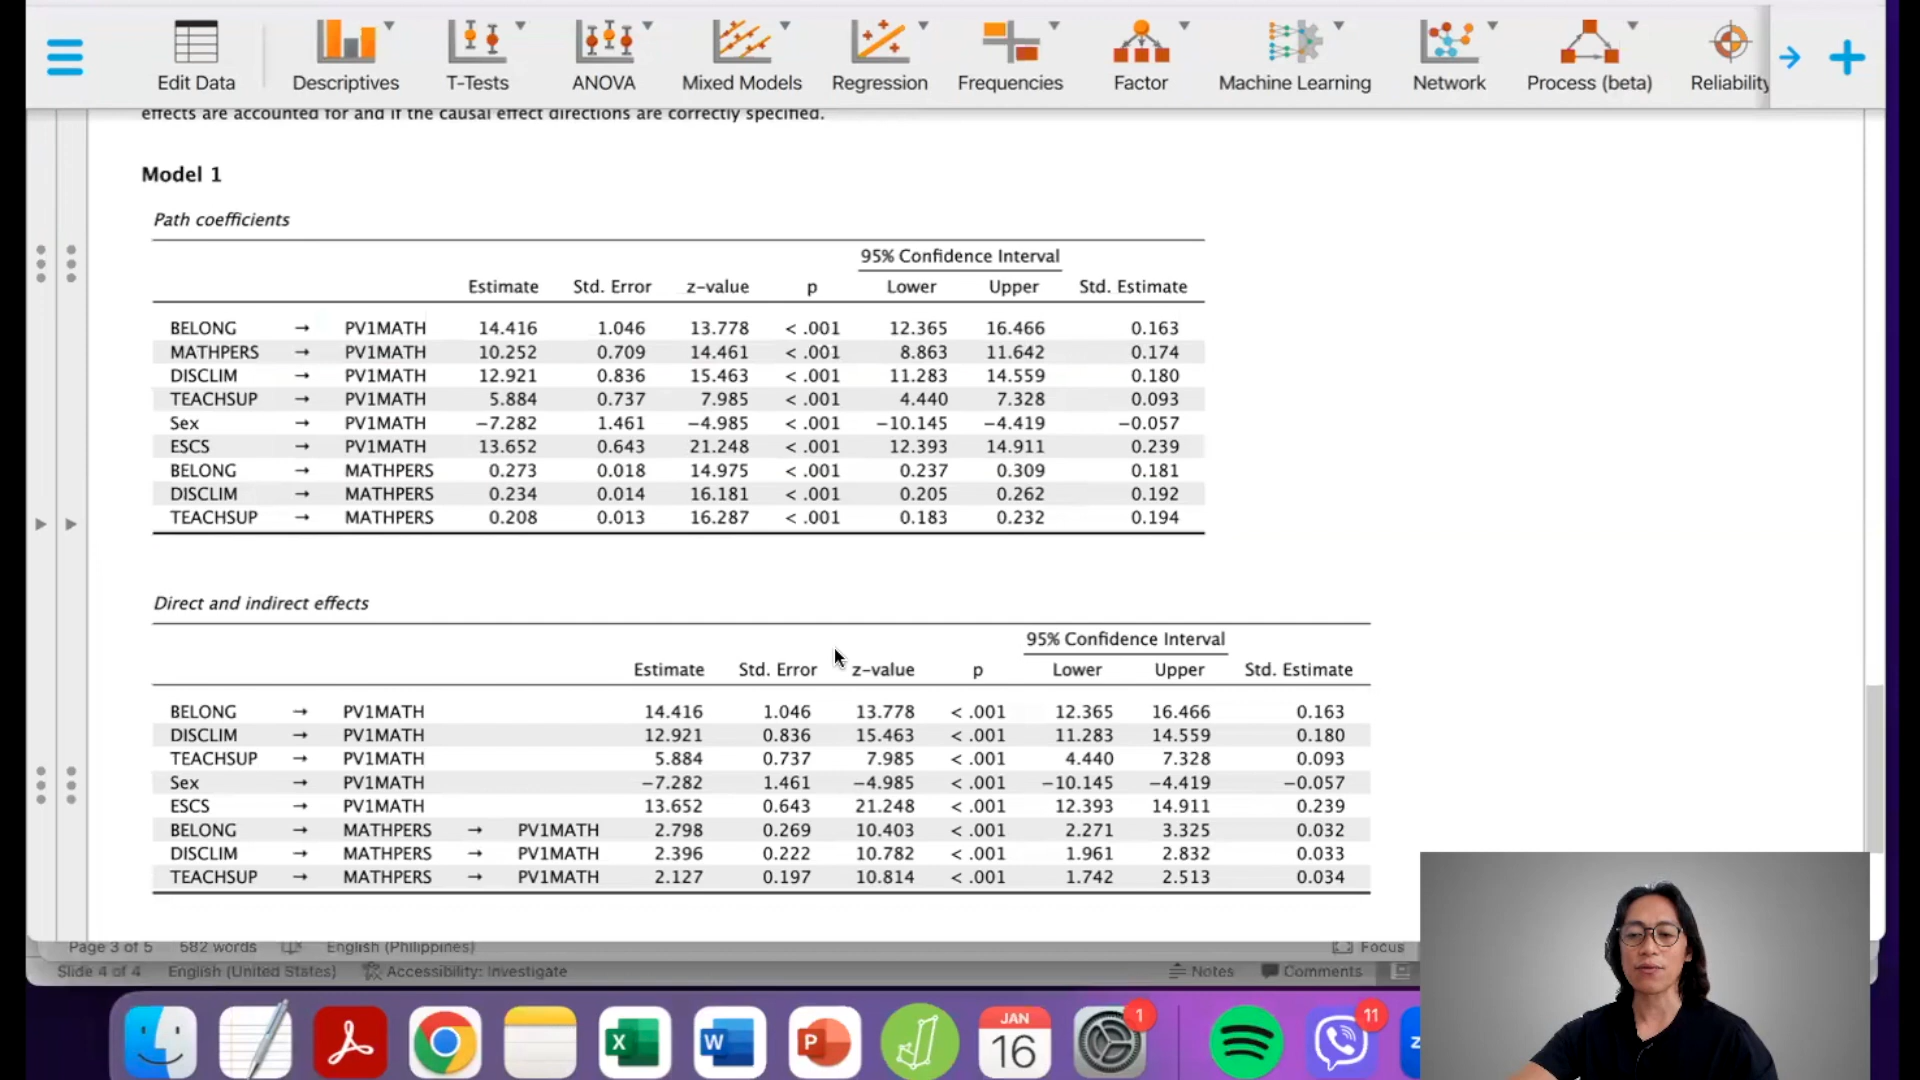 Edit Data Descriptives T-Tests ANOVA Mixed Models Regression Frequencies Factor Machine Learning Network Process (beta) Reliability
effects are accounted for and if the causal effect directions are correctly specified.
Model 1
Path coefficients
95% Confidence Interval
Estimate Std. Error z-value p Lower Upper Std. Estimate
BELONG → PV1MATH 14.416 1.046 13.778 < .001 12.365 16.466 0.163
MATHPERS → PV1MATH 10.252 0.709 14.461 < .001 8.863 11.642 0.174
DISCLIM → PV1MATH 12.921 0.836 15.463 < .001 11.283 14.559 0.180
TEACHSUP → PV1MATH 5.884 0.737 7.985 < .001 4.440 7.328 0.093
Sex → PV1MATH −7.282 1.461 −4.985 < .001 −10.145 −4.419 −0.057
ESCS → PV1MATH 13.652 0.643 21.248 < .001 12.393 14.911 0.239
BELONG → MATHPERS 0.273 0.018 14.975 < .001 0.237 0.309 0.181
DISCLIM → MATHPERS 0.234 0.014 16.181 < .001 0.205 0.262 0.192
TEACHSUP → MATHPERS 0.208 0.013 16.287 < .001 0.183 0.232 0.194
Direct and indirect effects
95% Confidence Interval
Estimate Std. Error z-value p Lower Upper Std. Estimate
BELONG → PV1MATH 14.416 1.046 13.778 < .001 12.365 16.466 0.163
DISCLIM → PV1MATH 12.921 0.836 15.463 < .001 11.283 14.559 0.180
TEACHSUP → PV1MATH 5.884 0.737 7.985 < .001 4.440 7.328 0.093
Sex → PV1MATH −7.282 1.461 −4.985 < .001 −10.145 −4.419 −0.057
ESCS → PV1MATH 13.652 0.643 21.248 < .001 12.393 14.911 0.239
BELONG → MATHPERS → PV1MATH 2.798 0.269 10.403 < .001 2.271 3.325 0.032
DISCLIM → MATHPERS → PV1MATH 2.396 0.222 10.782 < .001 1.961 2.832 0.033
TEACHSUP → MATHPERS → PV1MATH 2.127 0.197 10.814 < .001 1.742 2.513 0.034
Page 3 of 5 582 words English (Philippines) Focus
Slide 4 of 4 English (United States) Accessibility: Investigate Notes Comments
X W P JAN 16 1 11 z